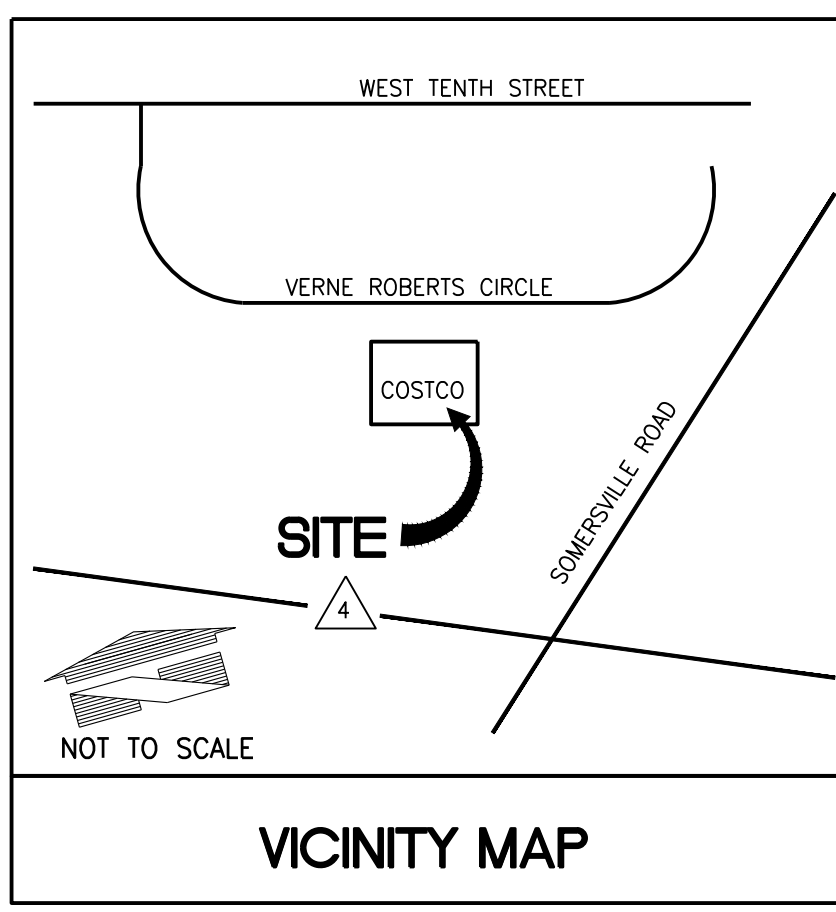 WEST TENTH STREET
VERNE ROBERTS CIRCLE
COSTCO
SOMERSVILLE ROAD
SITE
4
NOT TO SCALE
VICINITY MAP